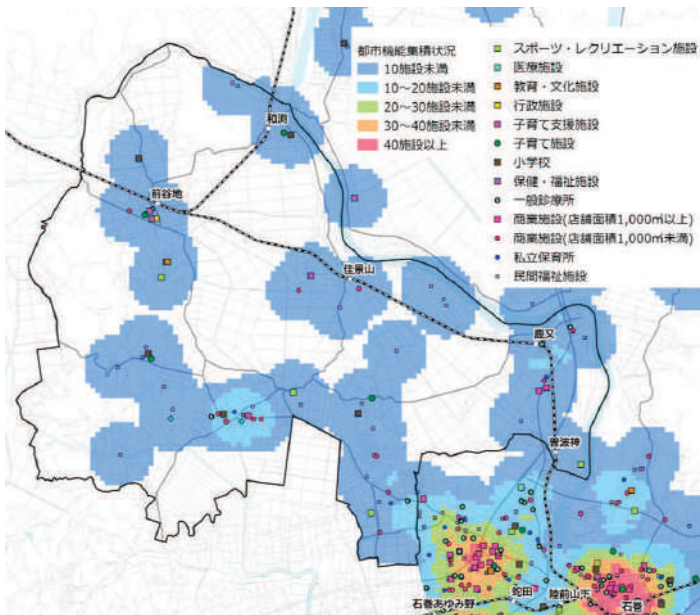 都市機能集積状況
10施設未満
10～20施設未満
20～30施設未満
30～40施設未満
40施設以上
スポーツ・レクリエーション施設
医療施設
教育・文化施設
行政施設
子育て支援施設
子育て施設
小学校
保健・福祉施設
一般診療所
商業施設(店舗面積1,000㎡以上)
商業施設(店舗面積1,000㎡未満)
私立保育所
民間福祉施設
和渕
前谷地
佳景山
鹿又
曽波神
石巻あゆみ野
蛇田
陸前山下
石巻